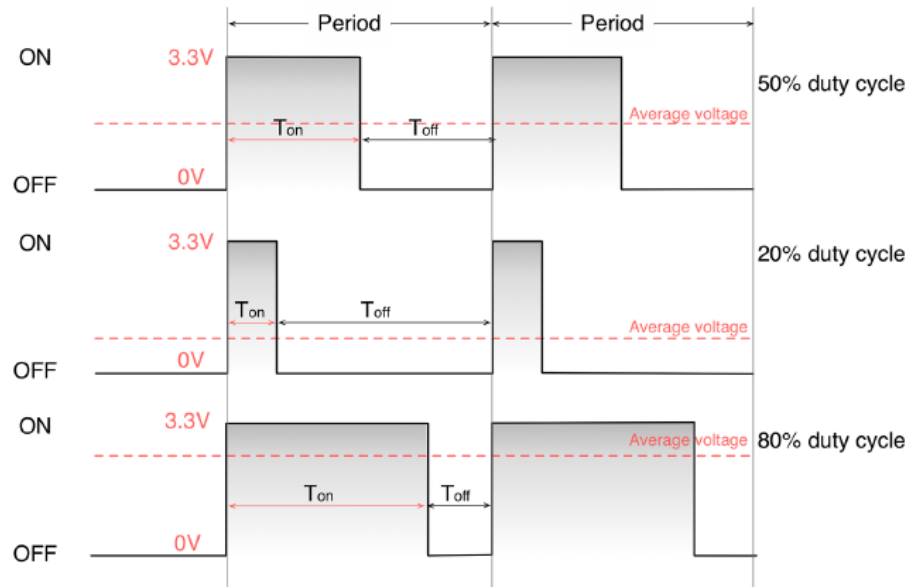 Period Period
ON 3.3V
50% duty cycle
Average voltage
Ton Toff
OFF 0V
ON 3.3V
20% duty cycle
Ton Toff
Average voltage
OFF 0V
ON 3.3V
Average voltage 80% duty cycle
Ton Toff
OFF 0V